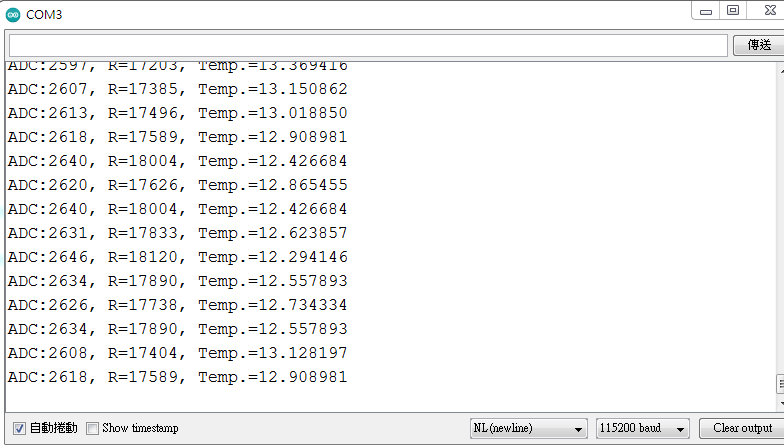 COM3
傳送
ADC:2597, R=17203, Temp.=13.369416
ADC:2607, R=17385, Temp.=13.150862
ADC:2613, R=17496, Temp.=13.018850
ADC:2618, R=17589, Temp.=12.908981
ADC:2640, R=18004, Temp.=12.426684
ADC:2620, R=17626, Temp.=12.865455
ADC:2640, R=18004, Temp.=12.426684
ADC:2631, R=17833, Temp.=12.623857
ADC:2646, R=18120, Temp.=12.294146
ADC:2634, R=17890, Temp.=12.557893
ADC:2626, R=17738, Temp.=12.734334
ADC:2634, R=17890, Temp.=12.557893
ADC:2608, R=17404, Temp.=13.128197
ADC:2618, R=17589, Temp.=12.908981
自動捲動 Show timestamp NL(newline) 115200 baud Clear output